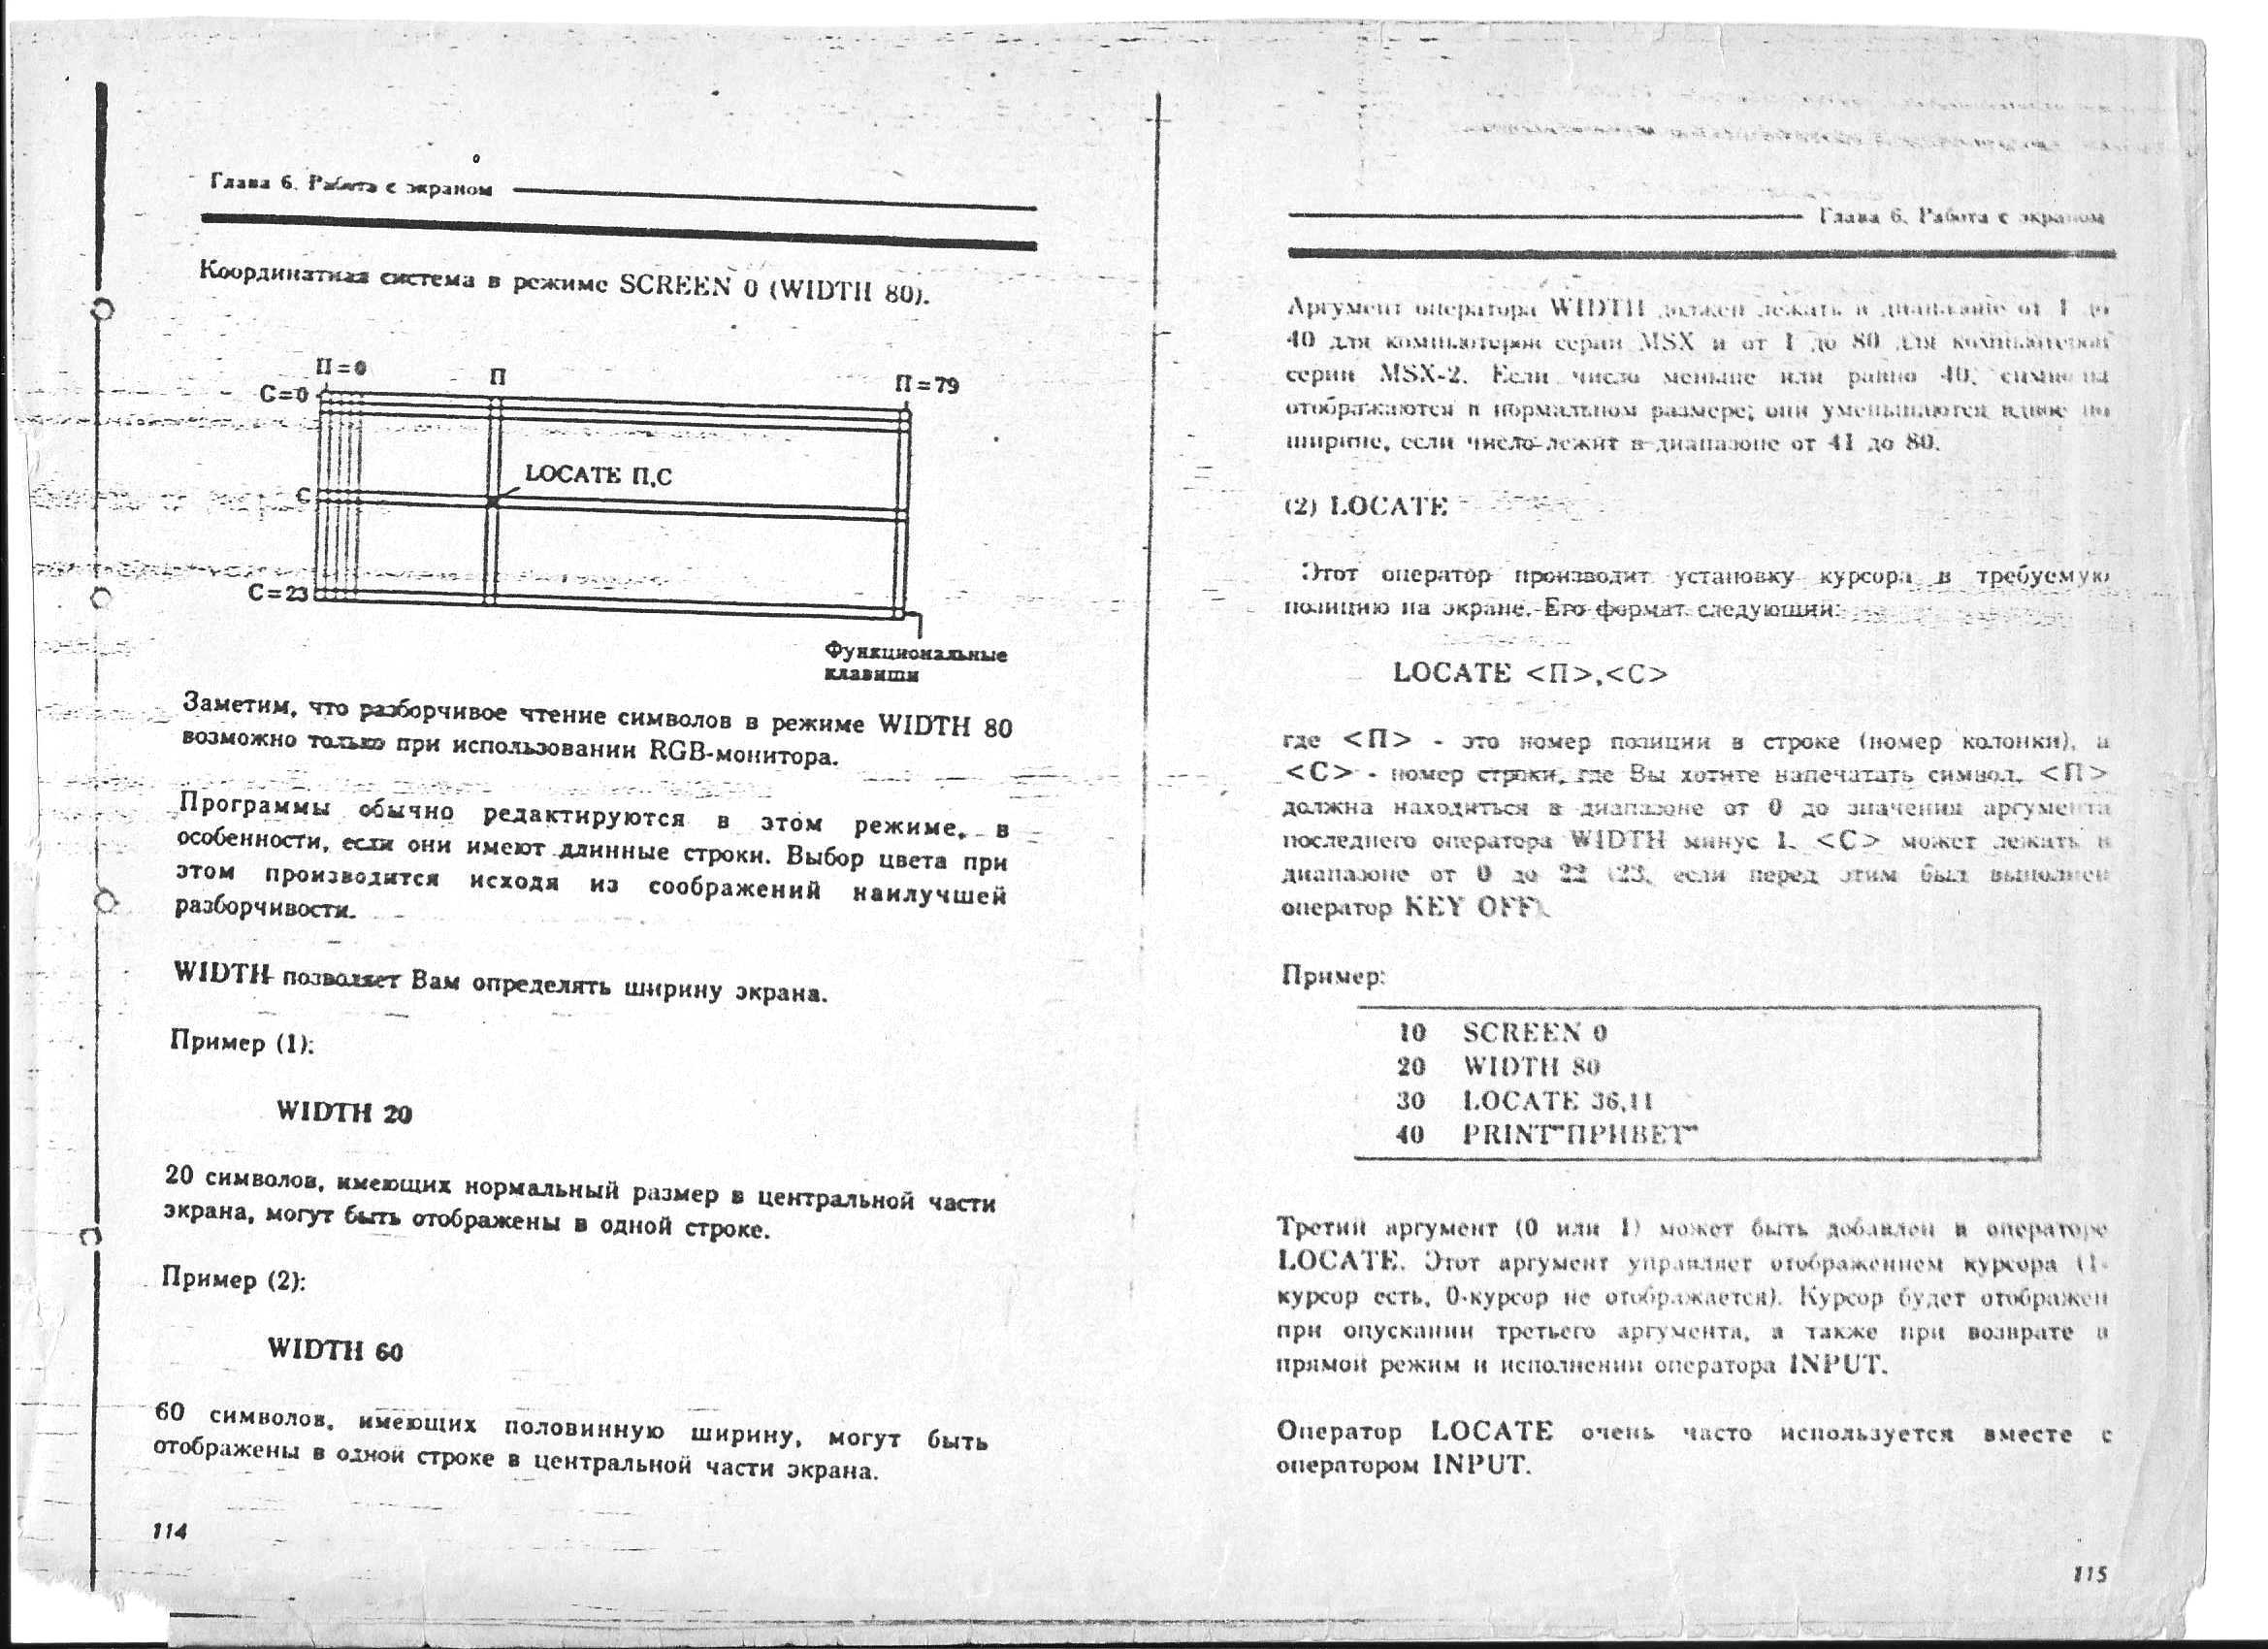 Глава 6. Работа с экраном
Координатная система в режиме SCREEN 0 (WIDTH 80).
П=0
П
П=79
С=0
LOCATE П,С
С
С=23
Функциональные
клавиши
Заметим, что разборчивое чтение символов в режиме WIDTH 80
возможно только при использовании RGB-монитора.
Программы обычно редактируются в этом режиме, в
особенности, если они имеют длинные строки. Выбор цвета при
этом производится исходя из соображений наилучшей
разборчивости.
WIDTH позволяет Вам определять ширину экрана.
Пример (1):
WIDTH 20
20 символов, имеющих нормальный размер в центральной части
экрана, могут быть отображены в одной строке.
Пример (2):
WIDTH 60
60 символов, имеющих половинную ширину, могут быть
отображены в одной строке в центральной части экрана.
114
Глава 6. Работа с экраном
Аргумент оператора WIDTH должен лежать в диапазоне от 1 до
40 для компьютеров серии MSX и от 1 до 80 для компьютеров
серии MSX-2. Если число меньше или равно 40, символы
отображаются в нормальном размере; они уменьшаются вдвое по
ширине, если число лежит в диапазоне от 41 до 80.
(2) LOCATE
Этот оператор производит установку курсора в требуемую
позицию на экране. Его формат следующий:
LOCATE <П>,<С>
где <П> - это номер позиции в строке (номер колонки), а
<С> - номер строки, где Вы хотите напечатать символ. <П>
должна находиться в диапазоне от 0 до значения аргумента
последнего оператора WIDTH минус 1. <С> может лежать в
диапазоне от 0 до 22 (23, если перед этим был выполнен
оператор KEY OFF).
Пример:
10 SCREEN 0
20 WIDTH 80
30 LOCATE 36,11
40 PRINT"ПРИВЕТ"
Третий аргумент (0 или 1) может быть добавлен в операторе
LOCATE. Этот аргумент управляет отображением курсора (1-
курсор есть, 0-курсор не отображается). Курсор будет отображен
при опускании третьего аргумента, а также при возврате в
прямой режим и исполнении оператора INPUT.
Оператор LOCATE очень часто используется вместе с
оператором INPUT.
115